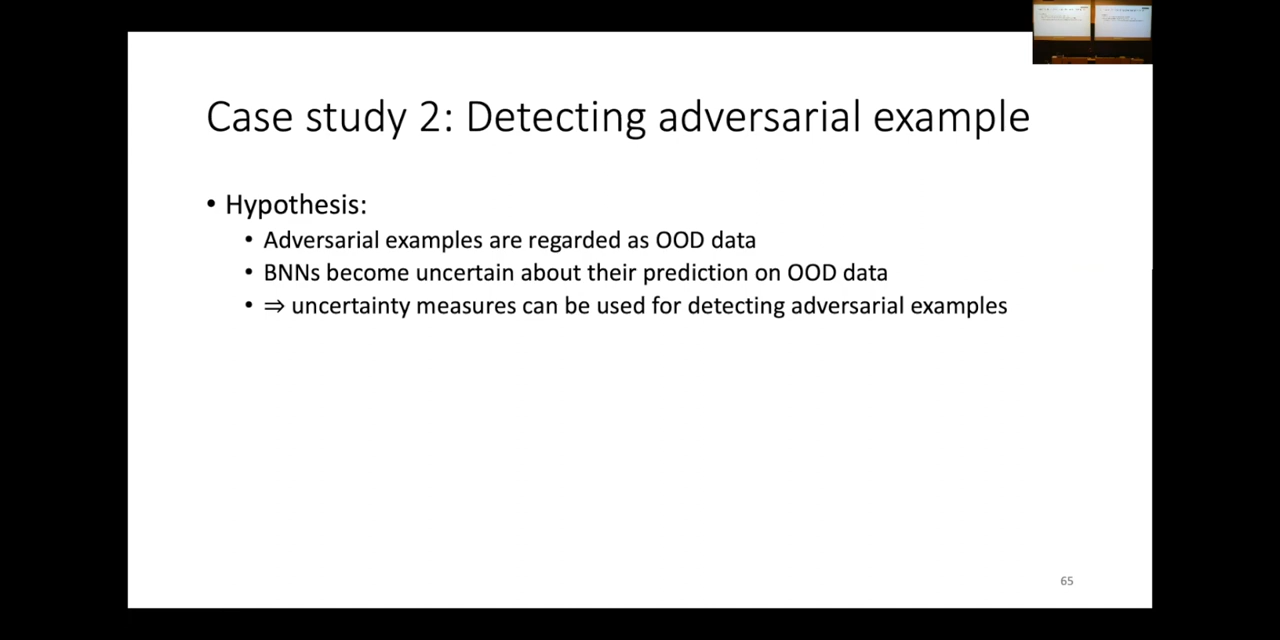 Case study 2: Detecting adversarial example
• Hypothesis:
• Adversarial examples are regarded as OOD data
• BNNs become uncertain about their prediction on OOD data
• ⇒ uncertainty measures can be used for detecting adversarial examples
65